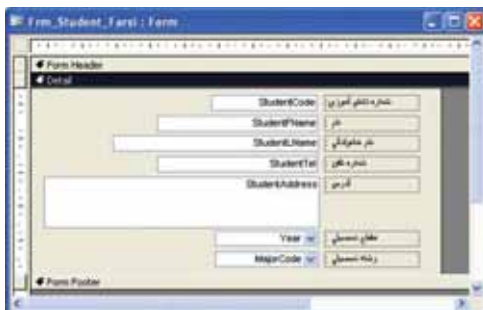 Frm_Student_Farsi : Form
Form Header
Detail
StudentCode شماره دانش آموزی
StudentFName نام
StudentLName نام خانوادگی
StudentTel شماره تلفن
StudentAddress آدرس
Year مقطع تحصیلی
MajorCode رشته تحصیلی
Form Footer